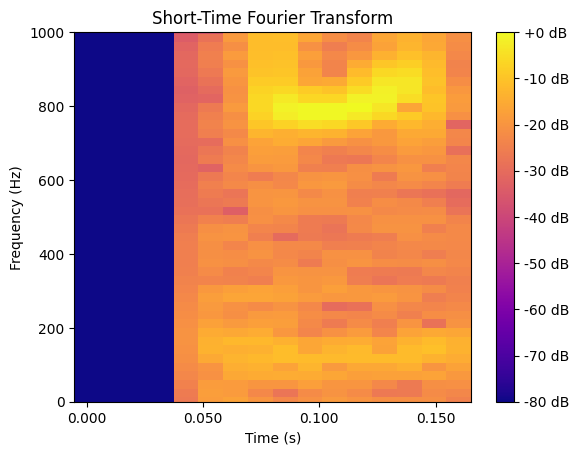 Short-Time Fourier Transform
1000
800
600
400
200
0
Frequency (Hz)
0.000
0.050
0.100
0.150
Time (s)
+0 dB
-10 dB
-20 dB
-30 dB
-40 dB
-50 dB
-60 dB
-70 dB
-80 dB